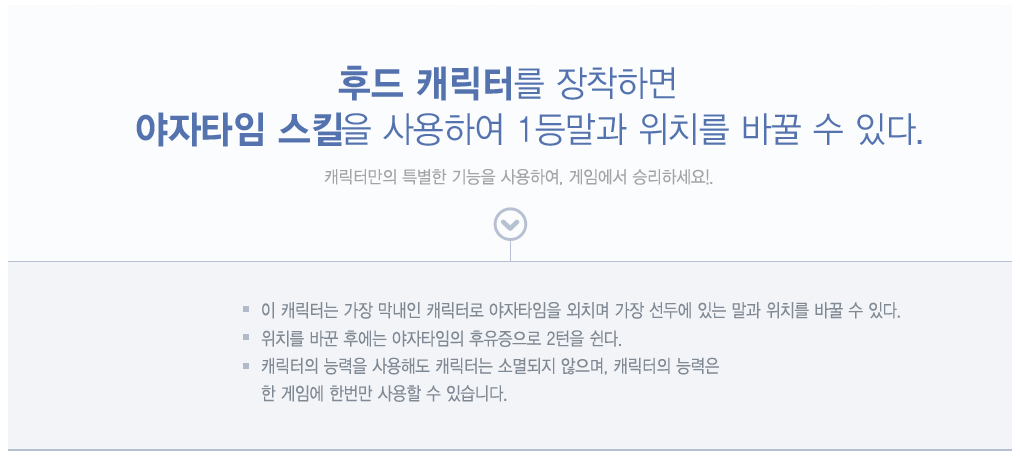 후드 캐릭터를 장착하면
야자타임 스킬을 사용하여 1등말과 위치를 바꿀 수 있다.
캐릭터만의 특별한 기능을 사용하여, 게임에서 승리하세요!.
이 캐릭터는 가장 막내인 캐릭터로 야자타임을 외치며 가장 선두에 있는 말과 위치를 바꿀 수 있다.
위치를 바꾼 후에는 야자타임의 후유증으로 2턴을 쉰다.
캐릭터의 능력을 사용해도 캐릭터는 소멸되지 않으며, 캐릭터의 능력은
한 게임에 한번만 사용할 수 있습니다.